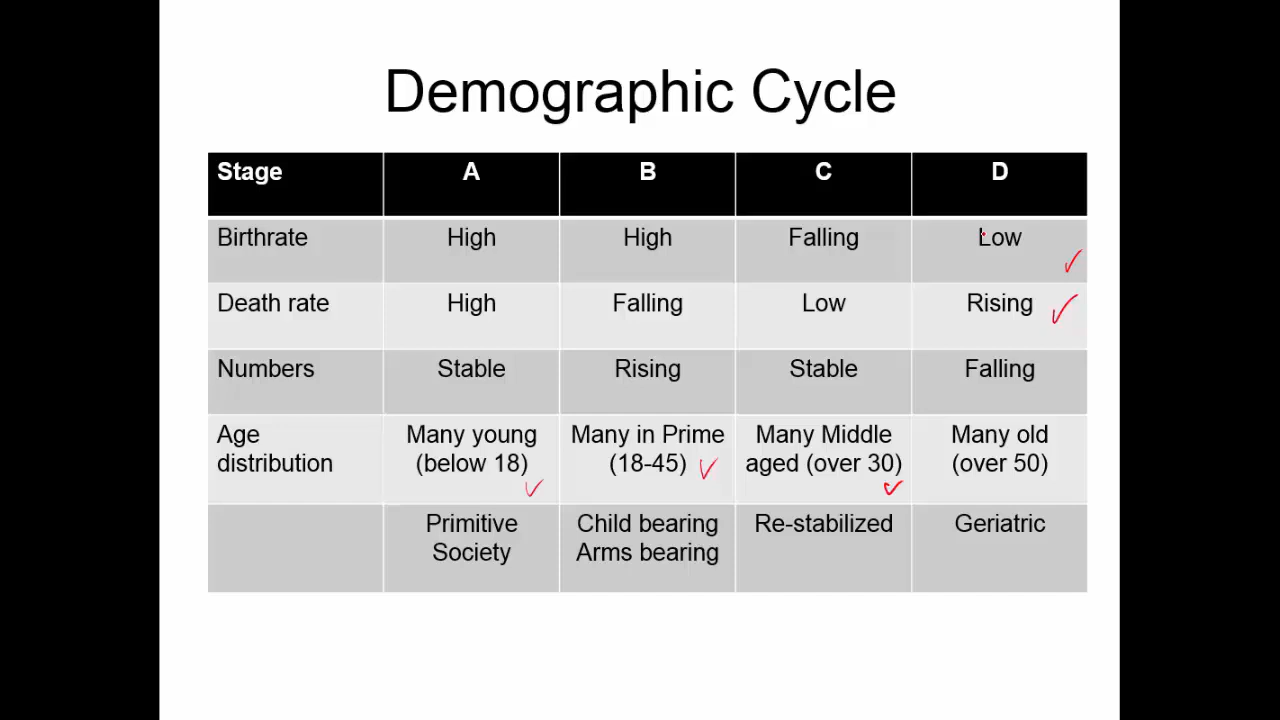 Demographic Cycle
Stage A B C D
Birthrate High High Falling Low
Death rate High Falling Low Rising
Numbers Stable Rising Stable Falling
Age Many young Many in Prime Many Middle Many old
distribution (below 18) (18-45) aged (over 30) (over 50)
Primitive Child bearing Re-stabilized Geriatric
Society Arms bearing